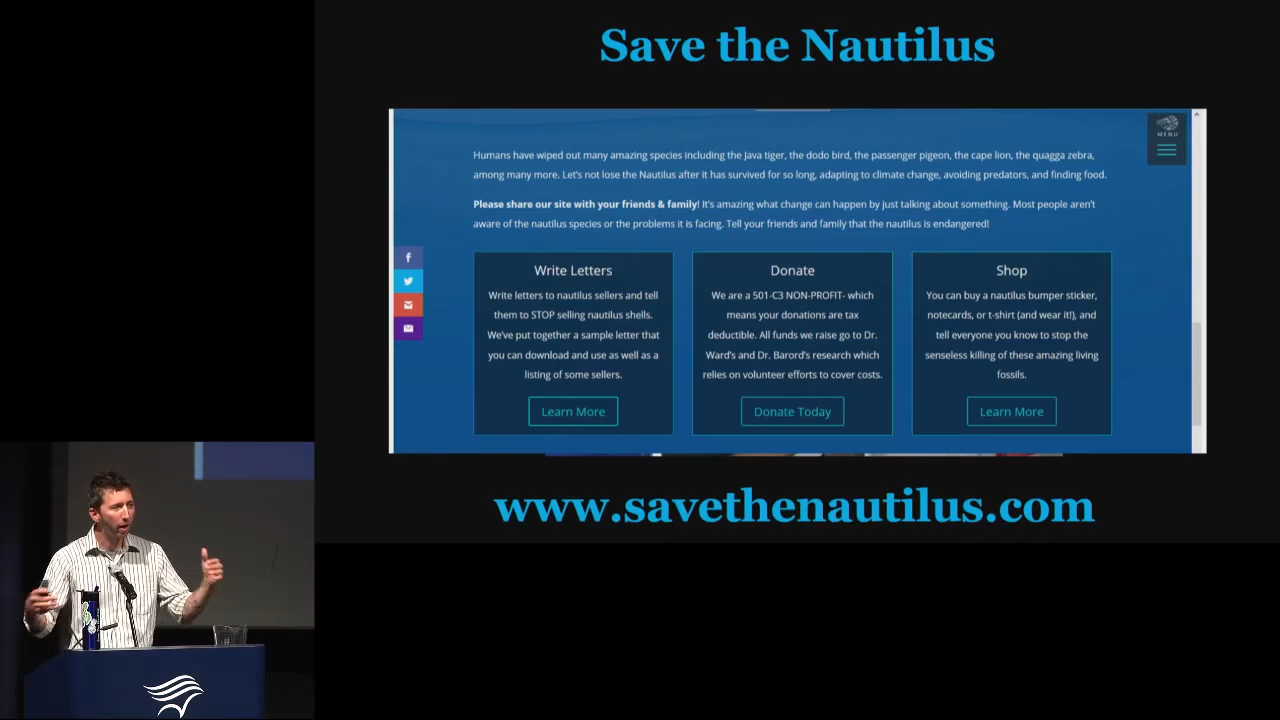 Save the Nautilus
MENU
Humans have wiped out many amazing species including the Java tiger, the dodo bird, the passenger pigeon, the cape lion, the quagga zebra,
among many more. Let's not lose the Nautilus after it has survived for so long, adapting to climate change, avoiding predators, and finding food.
Please share our site with your friends & family! It's amazing what change can happen by just talking about something. Most people aren't
aware of the nautilus species or the problems it is facing. Tell your friends and family that the nautilus is endangered!
Write Letters
Write letters to nautilus sellers and tell
them to STOP selling nautilus shells.
We've put together a sample letter that
you can download and use as well as a
listing of some sellers.
Learn More
Donate
We are a 501-C3 NON-PROFIT- which
means your donations are tax
deductible. All funds we raise go to Dr.
Ward's and Dr. Barord's research which
relies on volunteer efforts to cover costs.
Donate Today
Shop
You can buy a nautilus bumper sticker,
notecards, or t-shirt (and wear it!), and
tell everyone you know to stop the
senseless killing of these amazing living
fossils.
Learn More
www.savethenautilus.com